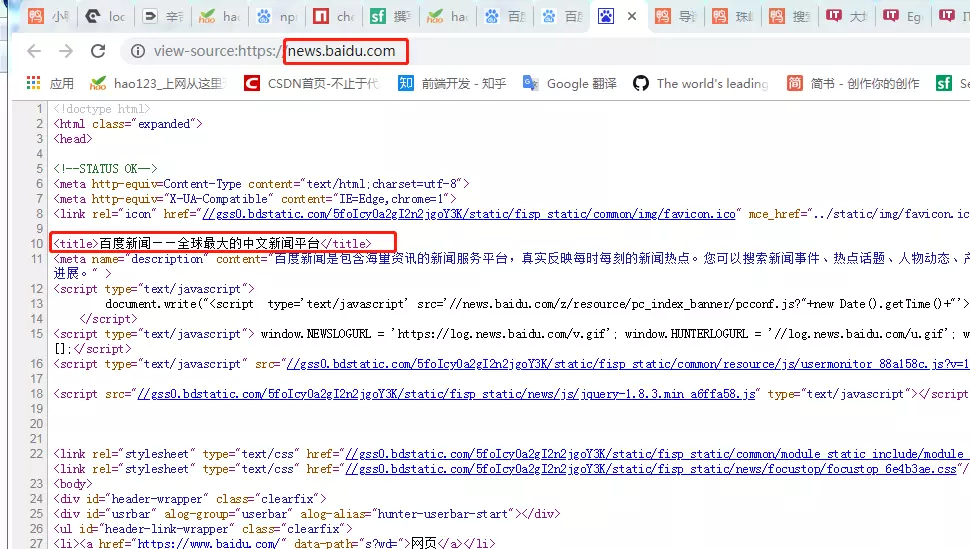 小耳 loc 辛 hac npr che 撰写 hac 百度 百度 导 珠 搜 大 Eg IT
view-source:https://news.baidu.com
应用 hao123_上网从这里 CSDN首页-不止于代 知 前端开发 - 知乎 Google 翻译 The world's leading 简 简书 - 创作你的创作 sf Se
1 <!doctype html>
2 <html class="expanded">
3 <head>
4
5 <!--STATUS OK-->
6 <meta http-equiv=Content-Type content="text/html;charset=utf-8">
7 <meta http-equiv="X-UA-Compatible" content="IE=Edge,chrome=1">
8 <link rel="icon" href="//gss0.bdstatic.com/5foIcy0a2gI2n2jgoY3K/static/fisp_static/common/img/favicon.ico" mce_href="../static/img/favicon.ic
9
10 <title>百度新闻——全球最大的中文新闻平台</title>
11 <meta name="description" content="百度新闻是包含海量资讯的新闻服务平台，真实反映每时每刻的新闻热点。您可以搜索新闻事件、热点话题、人物动态、产
进展。" >
12 <script type="text/javascript">
13 document.write("<script type='text/javascript' src='//news.baidu.com/z/resource/pc_index_banner/pcconf.js?"+new Date().getTime()+"'>
14 </script>
15 <script type="text/javascript"> window.NEWSLOGURL = 'https://log.news.baidu.com/v.gif'; window.HUNTERLOGURL = '//log.news.baidu.com/u.gif'; w
[];</script>
16 <script type="text/javascript" src="//gss0.bdstatic.com/5foIcy0a2gI2n2jgoY3K/static/fisp_static/common/resource/js/usermonitor_88a158c.js?v=1
17
18 <script src="//gss0.bdstatic.com/5foIcy0a2gI2n2jgoY3K/static/fisp_static/news/js/jquery-1.8.3.min_a6ffa58.js" type="text/javascript"></script
19
20
21
22 <link rel="stylesheet" type="text/css" href="//gss0.bdstatic.com/5foIcy0a2gI2n2jgoY3K/static/fisp_static/common/module_static_include/module_
<link rel="stylesheet" type="text/css" href="//gss0.bdstatic.com/5foIcy0a2gI2n2jgoY3K/static/fisp_static/news/focustop/focustop_6e4b3ae.css"/
23 <body>
24 <div id="header-wrapper" class="clearfix">
25 <div id="usrbar" alog-group="userbar" alog-alias="hunter-userbar-start"></div>
26 <ul id="header-link-wrapper" class="clearfix">
27 <li><a href="https://www.baidu.com/" data-path="s?wd=">网页</a></li>